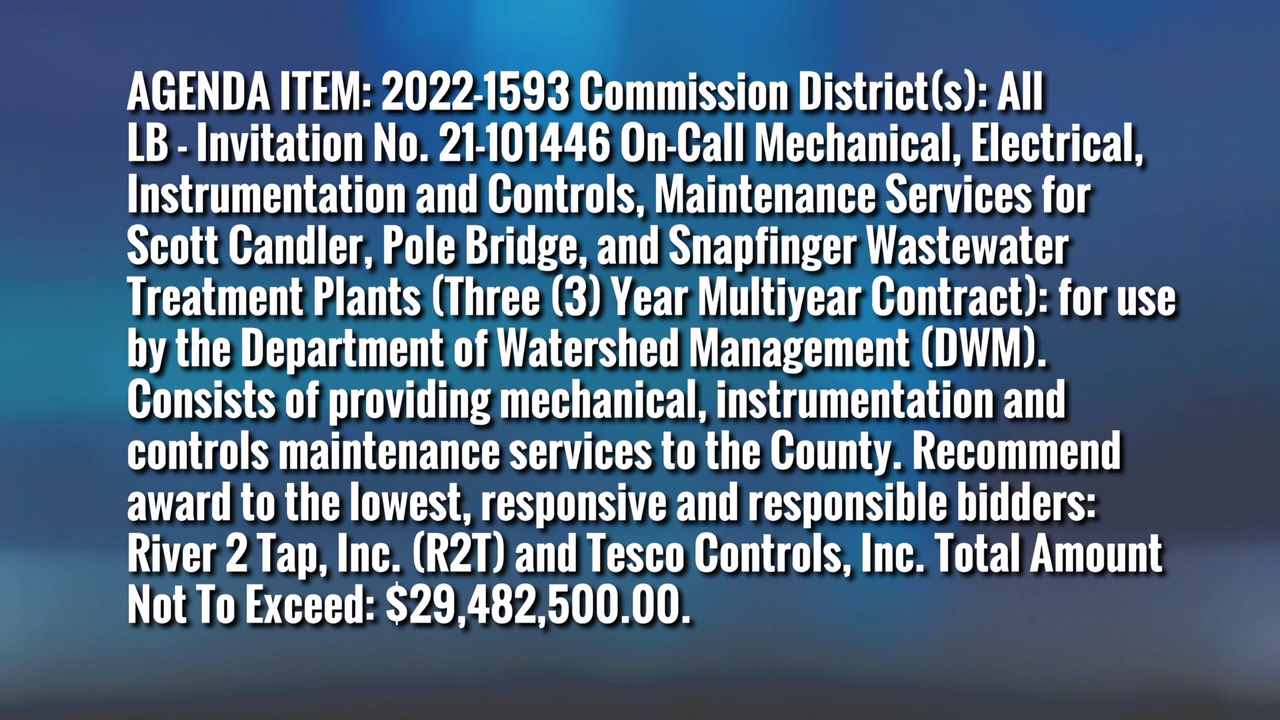 AGENDA ITEM: 2022-1593 Commission District(s): All
LB - Invitation No. 21-101446 On-Call Mechanical, Electrical,
Instrumentation and Controls, Maintenance Services for
Scott Candler, Pole Bridge, and Snapfinger Wastewater
Treatment Plants (Three (3) Year Multiyear Contract): for use
by the Department of Watershed Management (DWM).
Consists of providing mechanical, instrumentation and
controls maintenance services to the County. Recommend
award to the lowest, responsive and responsible bidders:
River 2 Tap, Inc. (R2T) and Tesco Controls, Inc. Total Amount
Not To Exceed: $29,482,500.00.